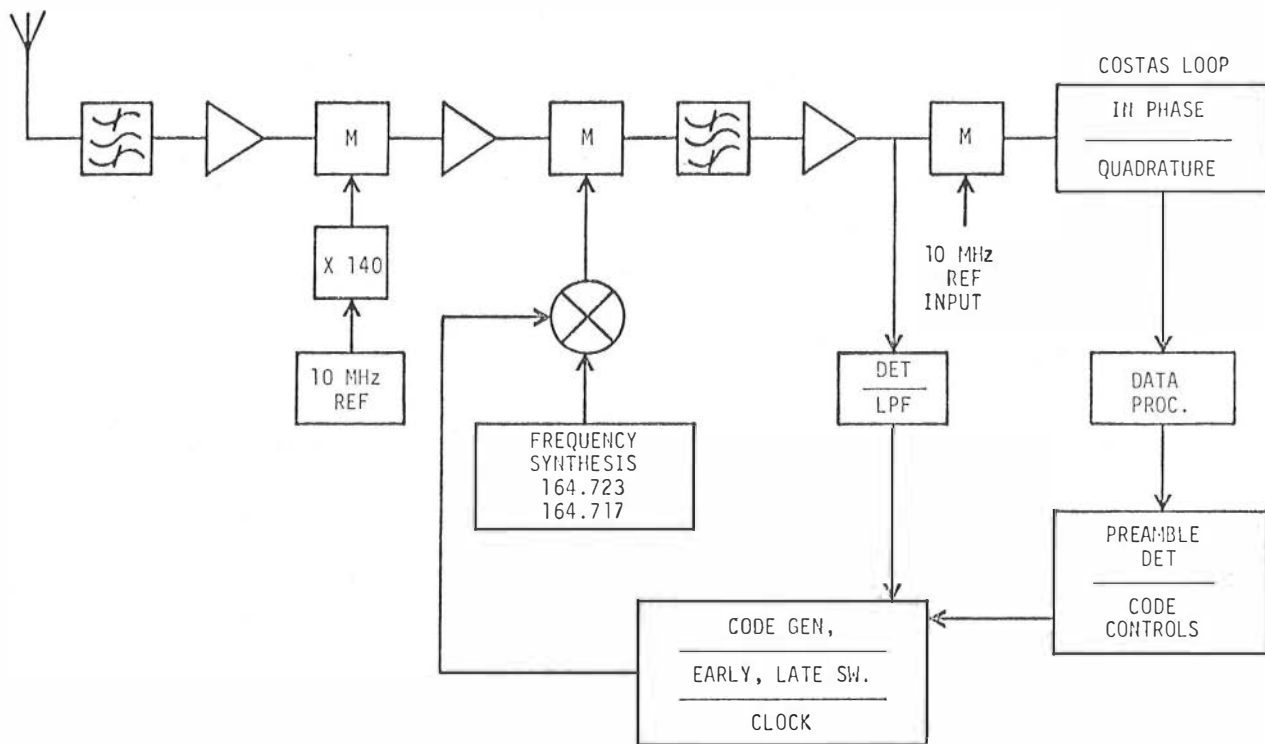 COSTAS LOOP
IN PHASE
QUADRATURE
M
M
M
X 140
10 MHz
REF
10 MHz
REF
INPUT
FREQUENCY
SYNTHESIS
164.723
164.717
DET
LPF
DATA
PROC.
PREAMBLE
DET
CODE
CONTROLS
CODE GEN,
EARLY, LATE SW.
CLOCK